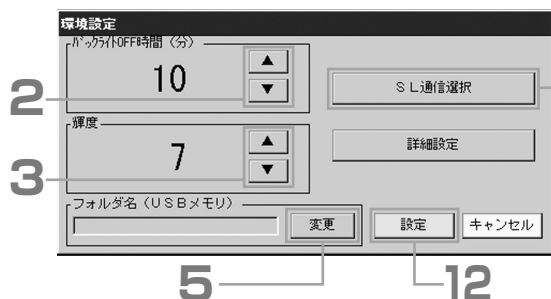 環境設定
ﾊﾞｯｸﾗｲﾄOFF時間（分）
10
▲
▼
2
ＳＬ通信選択
輝度
7
▲
▼
3
詳細設定
フォルダ名（ＵＳＢメモリ）
変更
設定
キャンセル
5
12